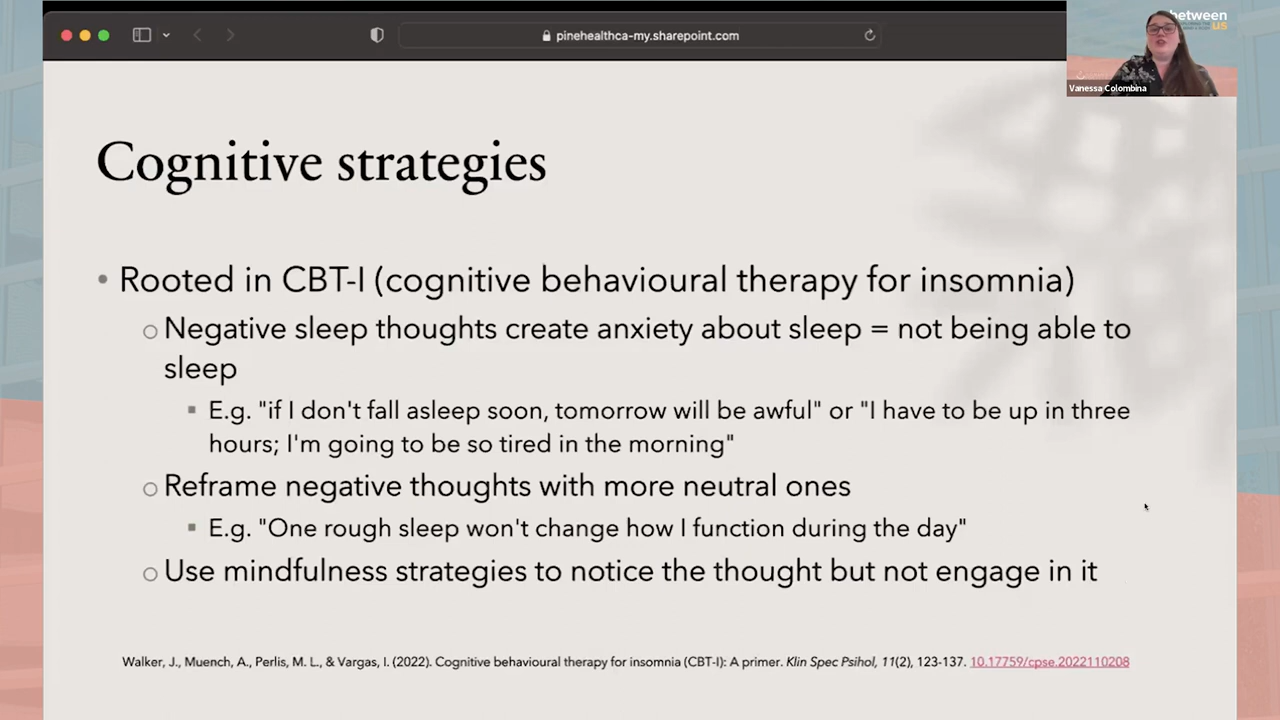 pinehealthca-my.sharepoint.com
between
us
Vanessa Colombina
Cognitive strategies
• Rooted in CBT-I (cognitive behavioural therapy for insomnia)
○ Negative sleep thoughts create anxiety about sleep = not being able to
sleep
▪ E.g. "if I don't fall asleep soon, tomorrow will be awful" or "I have to be up in three
hours; I'm going to be so tired in the morning"
○ Reframe negative thoughts with more neutral ones
▪ E.g. "One rough sleep won't change how I function during the day"
○ Use mindfulness strategies to notice the thought but not engage in it
Walker, J., Muench, A., Perlis, M. L., & Vargas, I. (2022). Cognitive behavioural therapy for insomnia (CBT-I): A primer. Klin Spec Psihol, 11(2), 123-137. 10.17759/cpse.2022110208